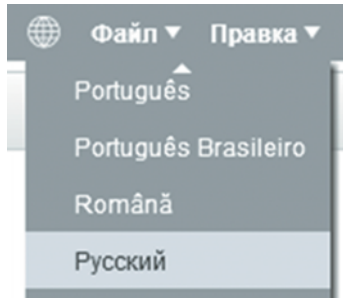 Файл ▼ Правка ▼
Português
Português Brasileiro
Română
Русский